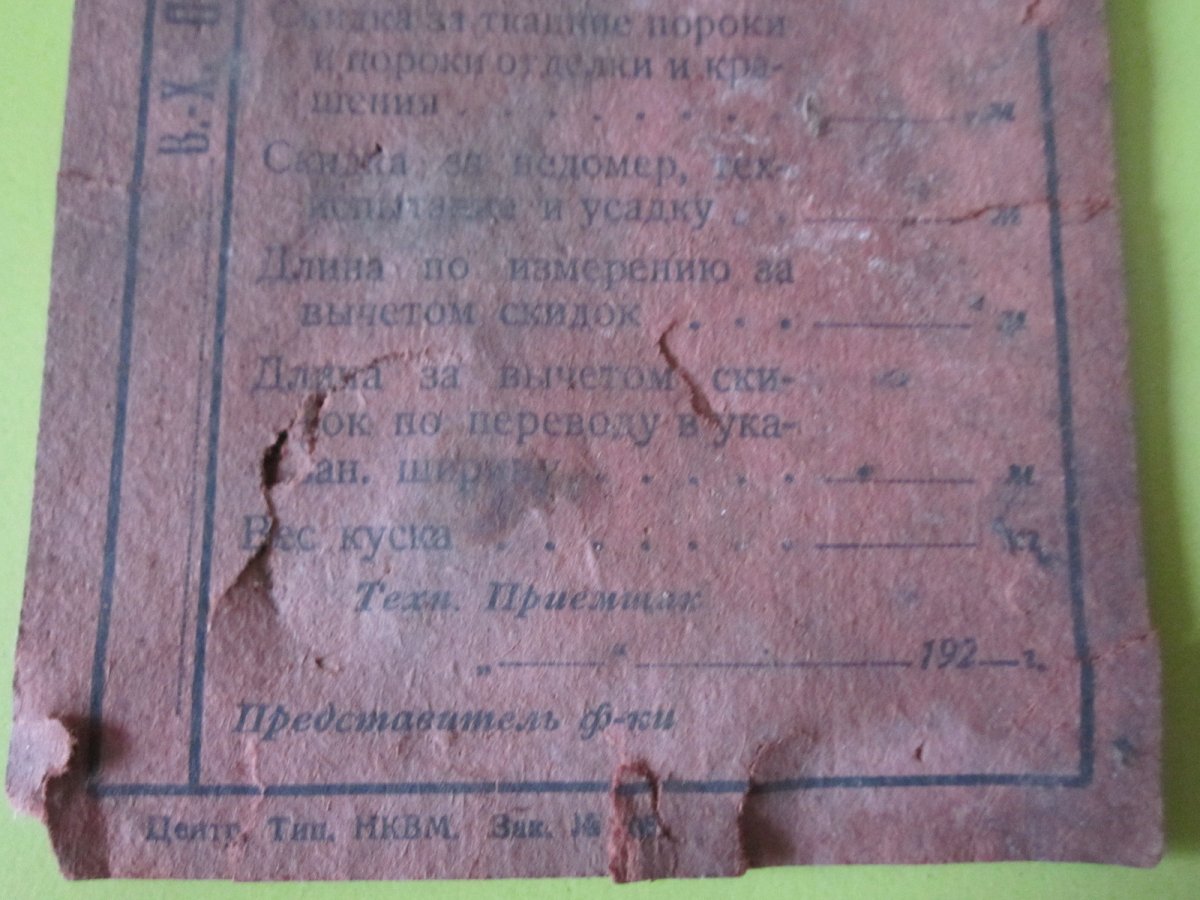 В.-Х.
Скидка за ткацкие пороки
и пороки отделки и кра-
шения . . . . . . . м
Скидка за недомер, тех-
испытание и усадку . . м
Длина по измерению за
вычетом скидок . . . м
Длина за вычетом ски-
док по переводу в ука-
зан. ширину . . . . . м
Вес куска . . . . . . . кг
Техн. Приемщик
„ “ 192 г.
Представитель ф-ки
Центр. Тип. НКВМ. Зак. №